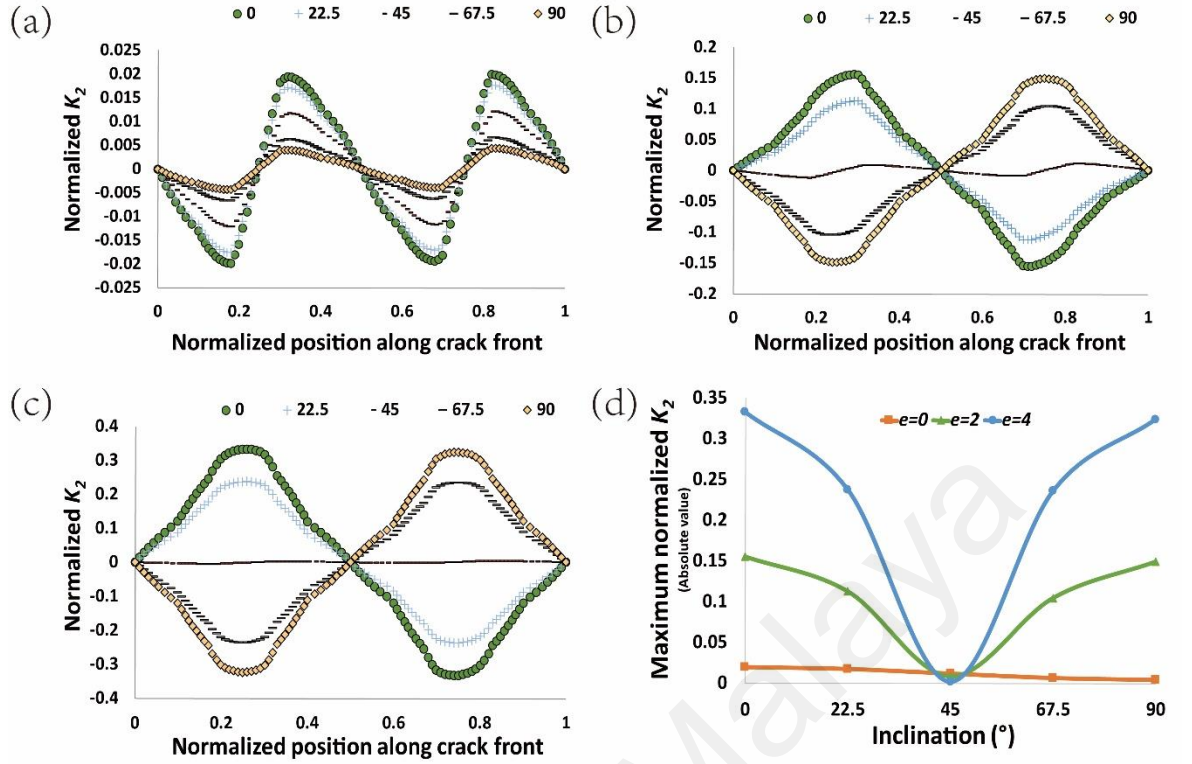 (a)
0 22.5 - 45 – 67.5 90
0.025
0.02
0.015
0.01
0.005
0
-0.005
-0.01
-0.015
-0.02
-0.025
Normalized K2
0 0.2 0.4 0.6 0.8 1
Normalized position along crack front
(b)
0 22.5 - 45 – 67.5 90
0.2
0.15
0.1
0.05
0
-0.05
-0.1
-0.15
-0.2
Normalized K2
0 0.2 0.4 0.6 0.8 1
Normalized position along crack front
(c)
0 22.5 - 45 – 67.5 90
0.4
0.3
0.2
0.1
0
-0.1
-0.2
-0.3
-0.4
Normalized K2
0 0.2 0.4 0.6 0.8 1
Normalized position along crack front
(d)
e=0 e=2 e=4
0.35
0.3
0.25
0.2
0.15
0.1
0.05
0
Maximum normalized K2
(Absolute value)
0 22.5 45 67.5 90
Inclination (°)
Malaya